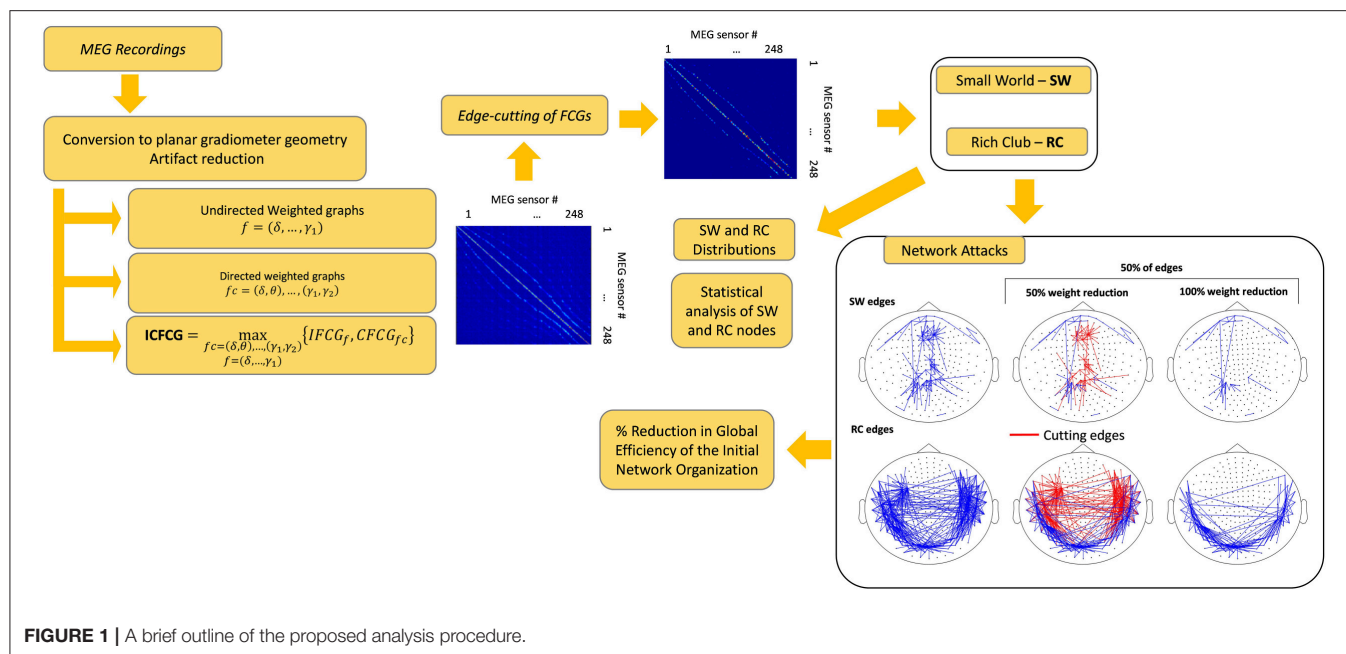 MEG Recordings
Conversion to planar gradiometer geometry
Artifact reduction
Undirected Weighted graphs
f = (δ, … , γ₁)
Directed weighted graphs
fc = (δ, θ), … , (γ₁, γ₂)
ICFCG = max {IFCG_f, CFCG_fc}
fc=(δ,θ),…,(γ₁,γ₂)
f=(δ,…,γ₁)
Edge-cutting of FCGs
MEG sensor #
1 … 248
1
…
248
MEG sensor #
MEG sensor #
1 … 248
1
…
248
MEG sensor #
Small World – SW
Rich Club – RC
SW and RC
Distributions
Statistical
analysis of SW
and RC nodes
Network Attacks
50% of edges
SW edges
50% weight reduction
100% weight reduction
RC edges
Cutting edges
% Reduction in Global
Efficiency of the Initial
Network Organization
FIGURE 1 | A brief outline of the proposed analysis procedure.